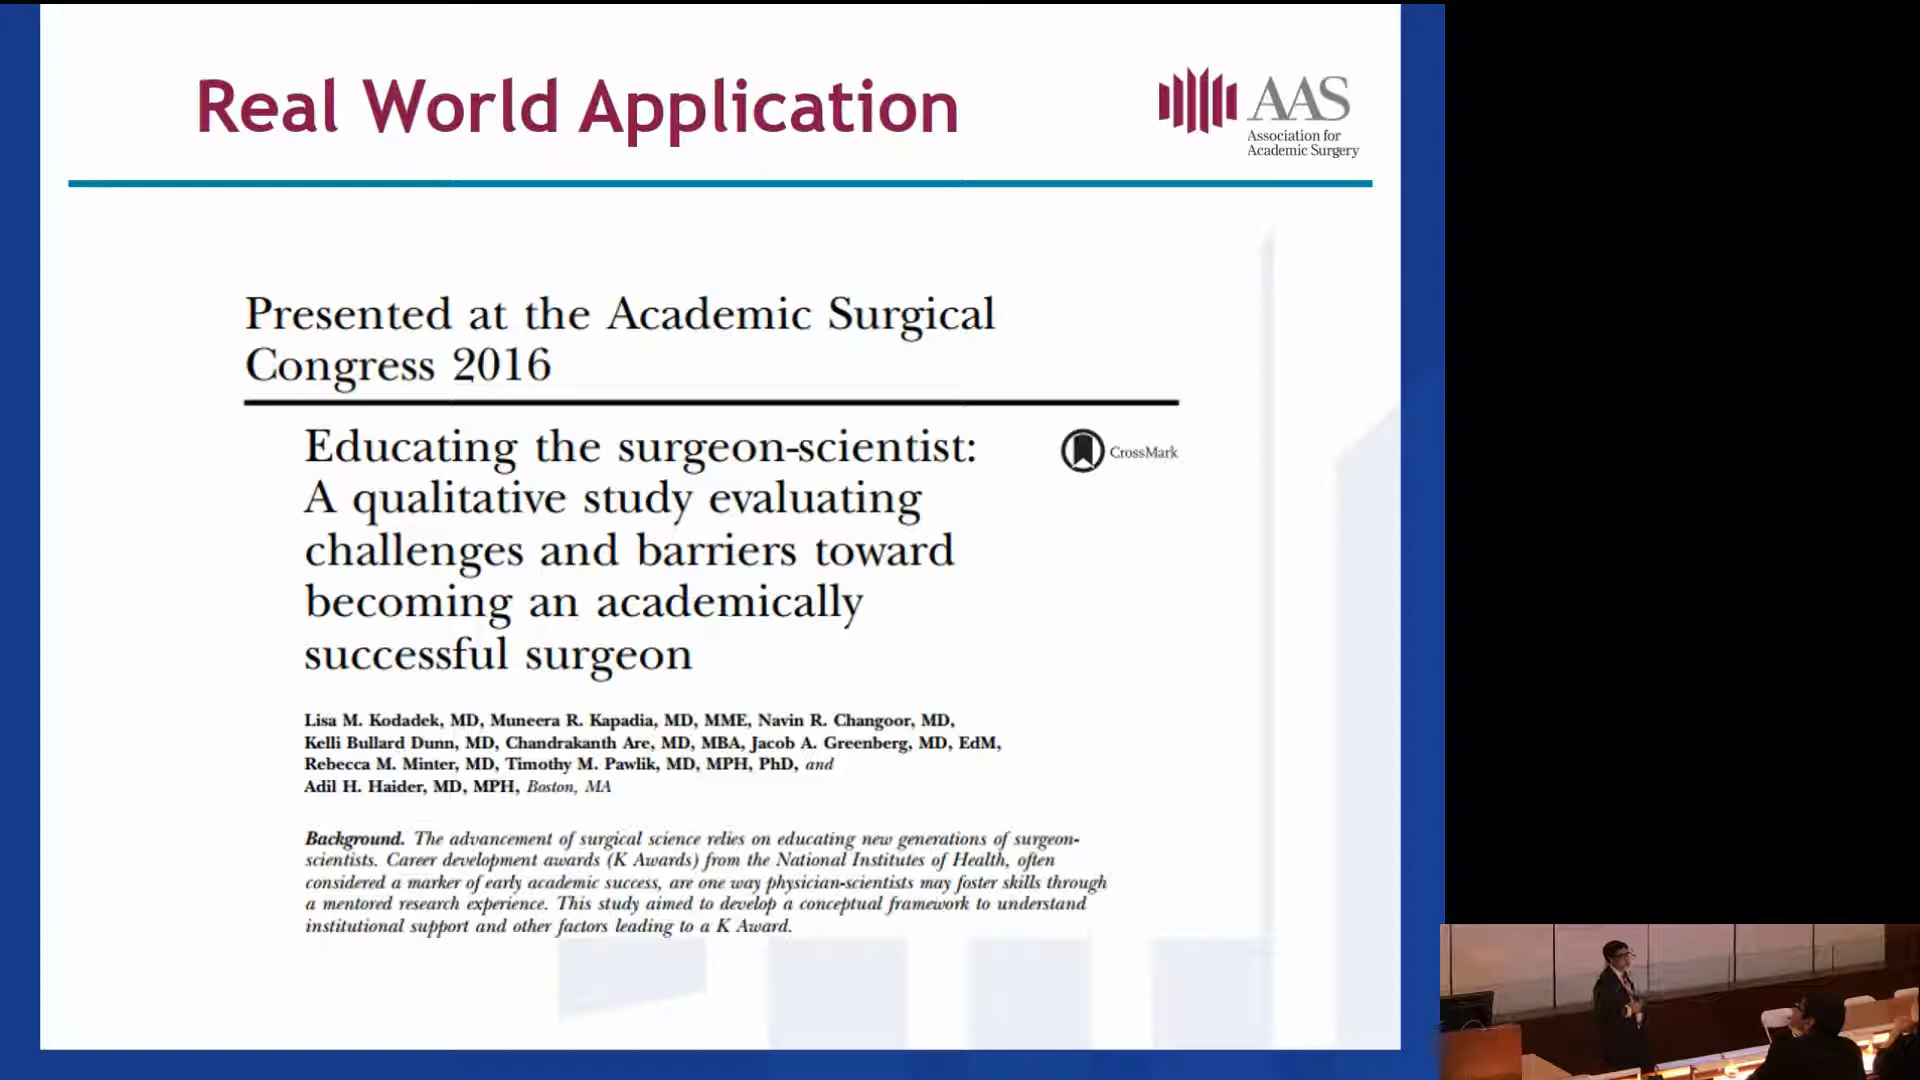 Real World Application
AAS
Association for
Academic Surgery
Presented at the Academic Surgical
Congress 2016
Educating the surgeon-scientist:
A qualitative study evaluating
challenges and barriers toward
becoming an academically
successful surgeon
CrossMark
Lisa M. Kodadek, MD, Muneera R. Kapadia, MD, MME, Navin R. Changoor, MD,
Kelli Bullard Dunn, MD, Chandrakanth Are, MD, MBA, Jacob A. Greenberg, MD, EdM,
Rebecca M. Minter, MD, Timothy M. Pawlik, MD, MPH, PhD, and
Adil H. Haider, MD, MPH, Boston, MA
Background. The advancement of surgical science relies on educating new generations of surgeon-
scientists. Career development awards (K Awards) from the National Institutes of Health, often
considered a marker of early academic success, are one way physician-scientists may foster skills through
a mentored research experience. This study aimed to develop a conceptual framework to understand
institutional support and other factors leading to a K Award.